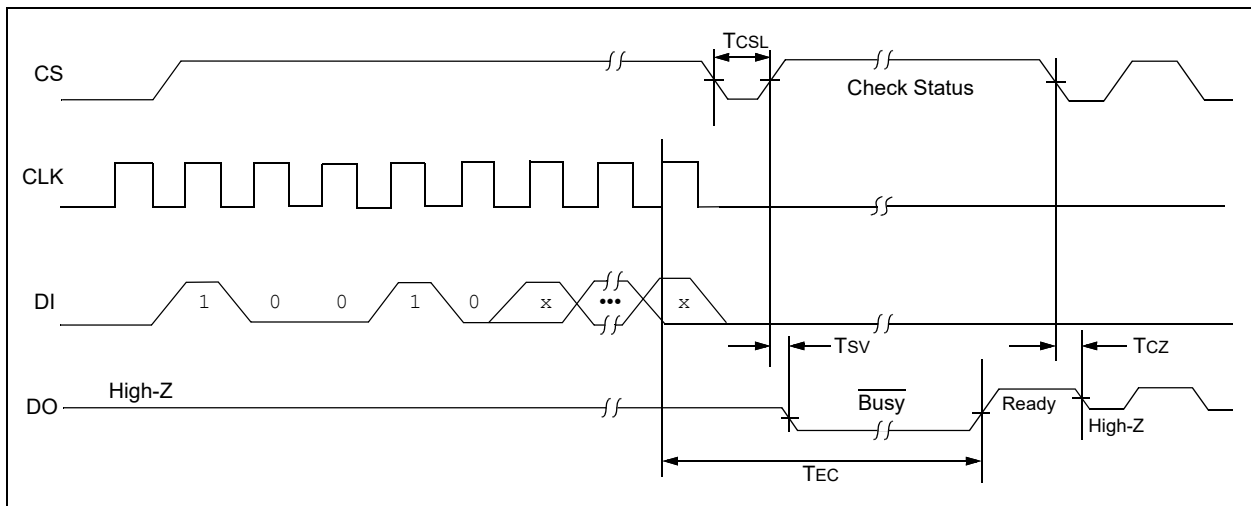 TCSL
CS
Check Status
CLK
DI
1 0 0 1 0 x ••• x
TSV
TCZ
High-Z
DO
Busy
Ready
High-Z
TEC